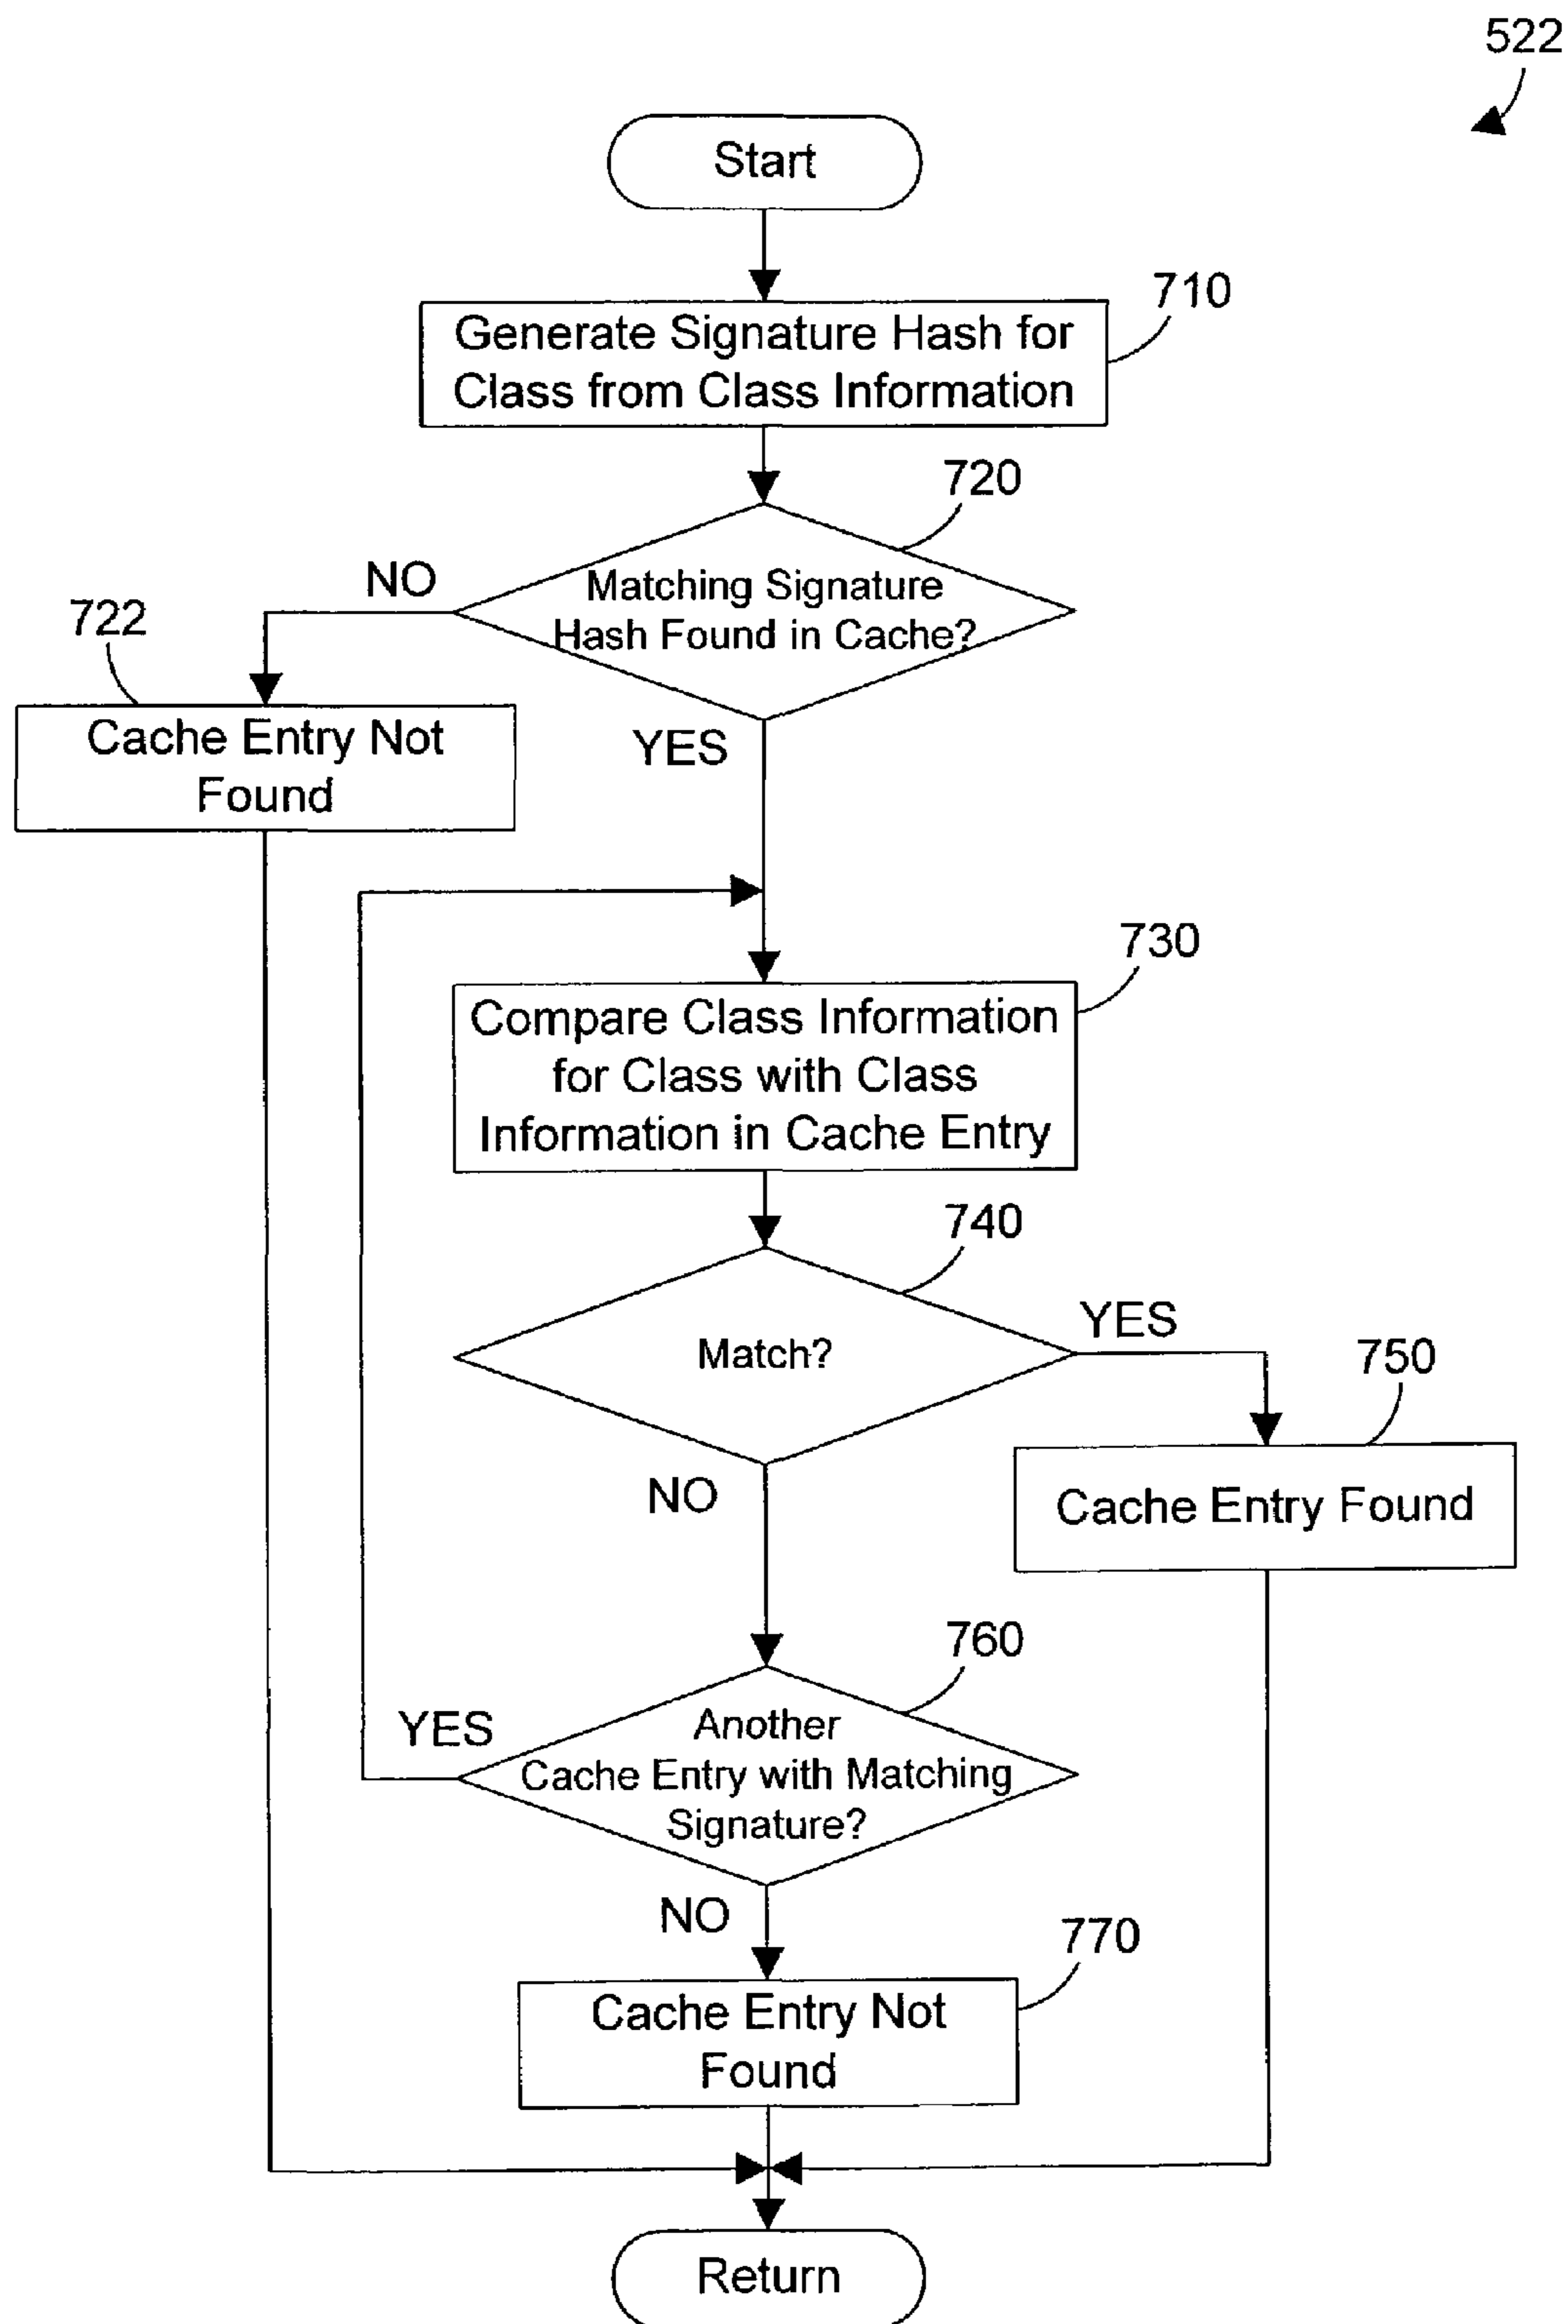 522
Start
710
Generate Signature Hash for
Class from Class Information
720
NO
Matching Signature
Hash Found in Cache?
722
Cache Entry Not
Found
YES
730
Compare Class Information
for Class with Class
Information in Cache Entry
740
YES
Match?
750
NO
Cache Entry Found
760
YES
Another
Cache Entry with Matching
Signature?
NO
770
Cache Entry Not
Found
Return